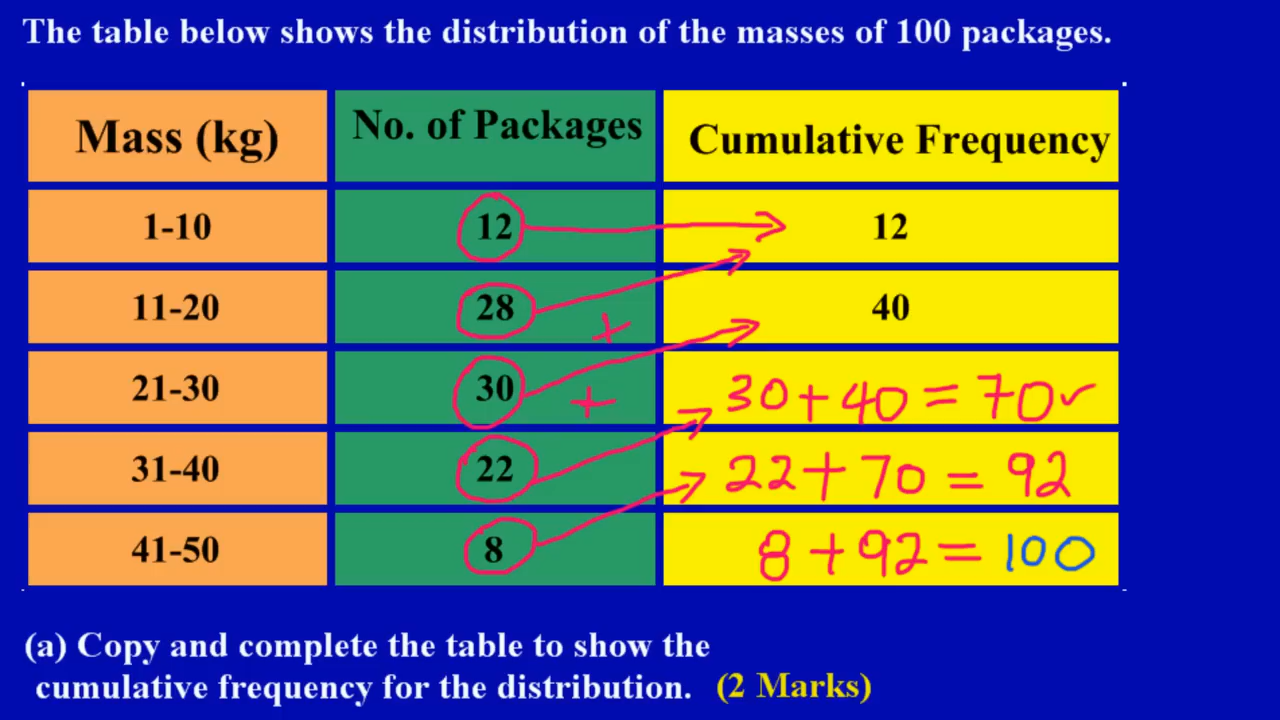 The table below shows the distribution of the masses of 100 packages.
Mass (kg) No. of Packages Cumulative Frequency
1-10 12 12
11-20 28 40
+
21-30 30 30+40=70✓
+
31-40 22 22+70=92
41-50 8 8+92=100
(a) Copy and complete the table to show the
cumulative frequency for the distribution. (2 Marks)